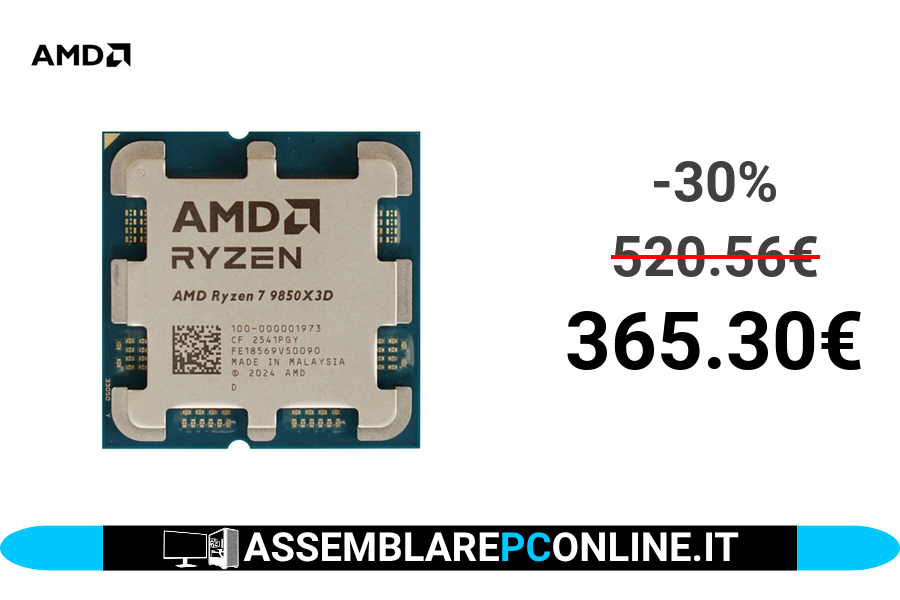 AMD
-30%
520.56€
365.30€
AMD
RYZEN
AMD Ryzen 7 9850X3D
100-000001973
CF 2541PGY
FE18569V50090
MADE IN MALAYSIA
© 2024 AMD
D
33050 Y
ASSEMBLAREPCONLINE.IT